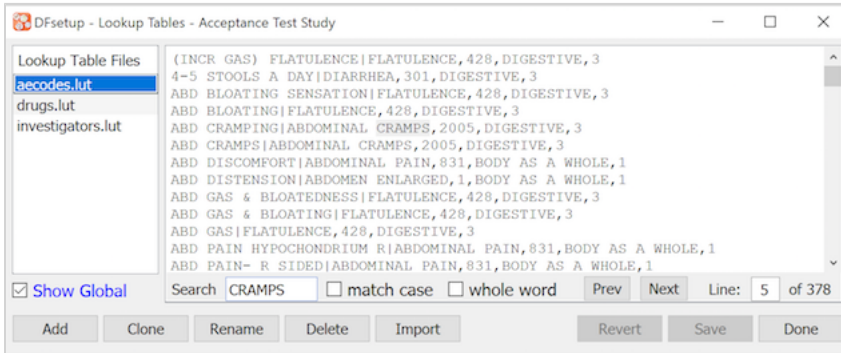 DFsetup - Lookup Tables - Acceptance Test Study
Lookup Table Files
aecodes.lut
drugs.lut
investigators.lut
(INCR GAS) FLATULENCE|FLATULENCE,428,DIGESTIVE,3
4-5 STOOLS A DAY|DIARRHEA,301,DIGESTIVE,3
ABD BLOATING SENSATION|FLATULENCE,428,DIGESTIVE,3
ABD BLOATING|FLATULENCE,428,DIGESTIVE,3
ABD CRAMPING|ABDOMINAL CRAMPS,2005,DIGESTIVE,3
ABD CRAMPS|ABDOMINAL CRAMPS,2005,DIGESTIVE,3
ABD DISCOMFORT|ABDOMINAL PAIN,831,BODY AS A WHOLE,1
ABD DISTENSION|ABDOMEN ENLARGED,1,BODY AS A WHOLE,1
ABD GAS & BLOATEDNESS|FLATULENCE,428,DIGESTIVE,3
ABD GAS & BLOATING|FLATULENCE,428,DIGESTIVE,3
ABD GAS|FLATULENCE,428,DIGESTIVE,3
ABD PAIN HYPOCHONDRIUM R|ABDOMINAL PAIN,831,BODY AS A WHOLE,1
ABD PAIN- R SIDED|ABDOMINAL PAIN,831,BODY AS A WHOLE,1
Show Global
Search CRAMPS match case whole word Prev Next Line: 5 of 378
Add Clone Rename Delete Import Revert Save Done